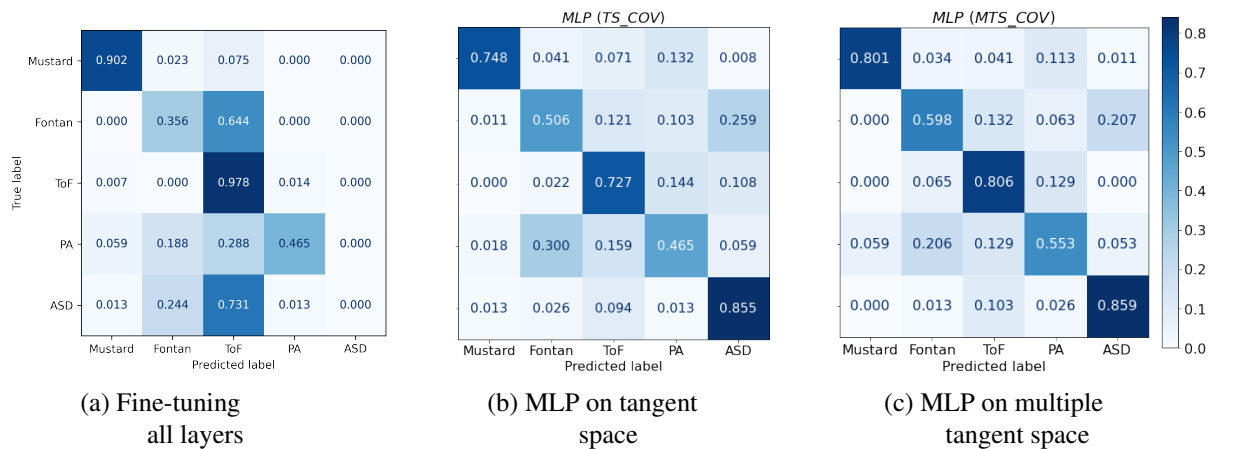 MLP (TS_COV)
MLP (MTS_COV)
True label
Mustard 0.902 0.023 0.075 0.000 0.000
Fontan 0.000 0.356 0.644 0.000 0.000
ToF 0.007 0.000 0.978 0.014 0.000
PA 0.059 0.188 0.288 0.465 0.000
ASD 0.013 0.244 0.731 0.013 0.000
Mustard Fontan ToF PA ASD
Predicted label
0.748 0.041 0.071 0.132 0.008
0.011 0.506 0.121 0.103 0.259
0.000 0.022 0.727 0.144 0.108
0.018 0.300 0.159 0.465 0.059
0.013 0.026 0.094 0.013 0.855
Mustard Fontan ToF PA ASD
Predicted label
0.801 0.034 0.041 0.113 0.011
0.000 0.598 0.132 0.063 0.207
0.000 0.065 0.806 0.129 0.000
0.059 0.206 0.129 0.553 0.053
0.000 0.013 0.103 0.026 0.859
Mustard Fontan ToF PA ASD
Predicted label
0.8
0.7
0.6
0.5
0.4
0.3
0.2
0.1
0.0
(a) Fine-tuning
all layers
(b) MLP on tangent
space
(c) MLP on multiple
tangent space